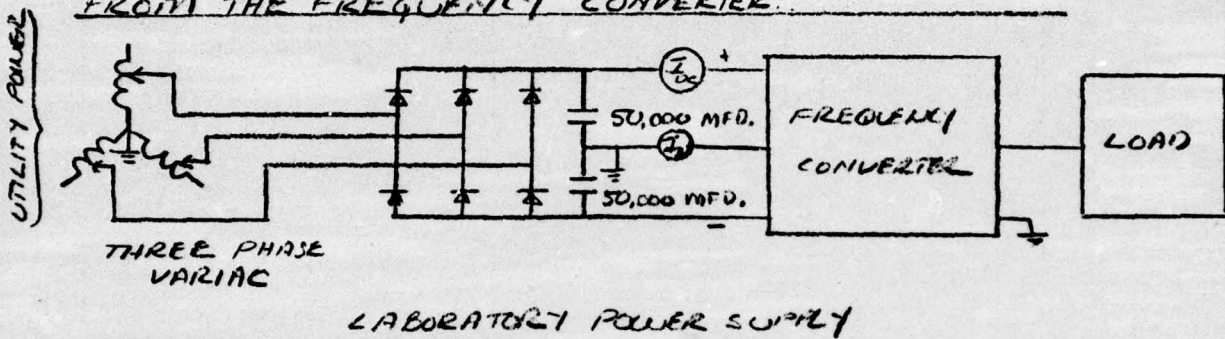 FROM THE FREQUENCY CONVERTER
UTILITY POWER
THREE PHASE
VARIAC
I DC
+
50,000 MFD.
50,000 MFD.
−
FREQUENCY
CONVERTER
LOAD
LABORATORY POWER SUPPLY